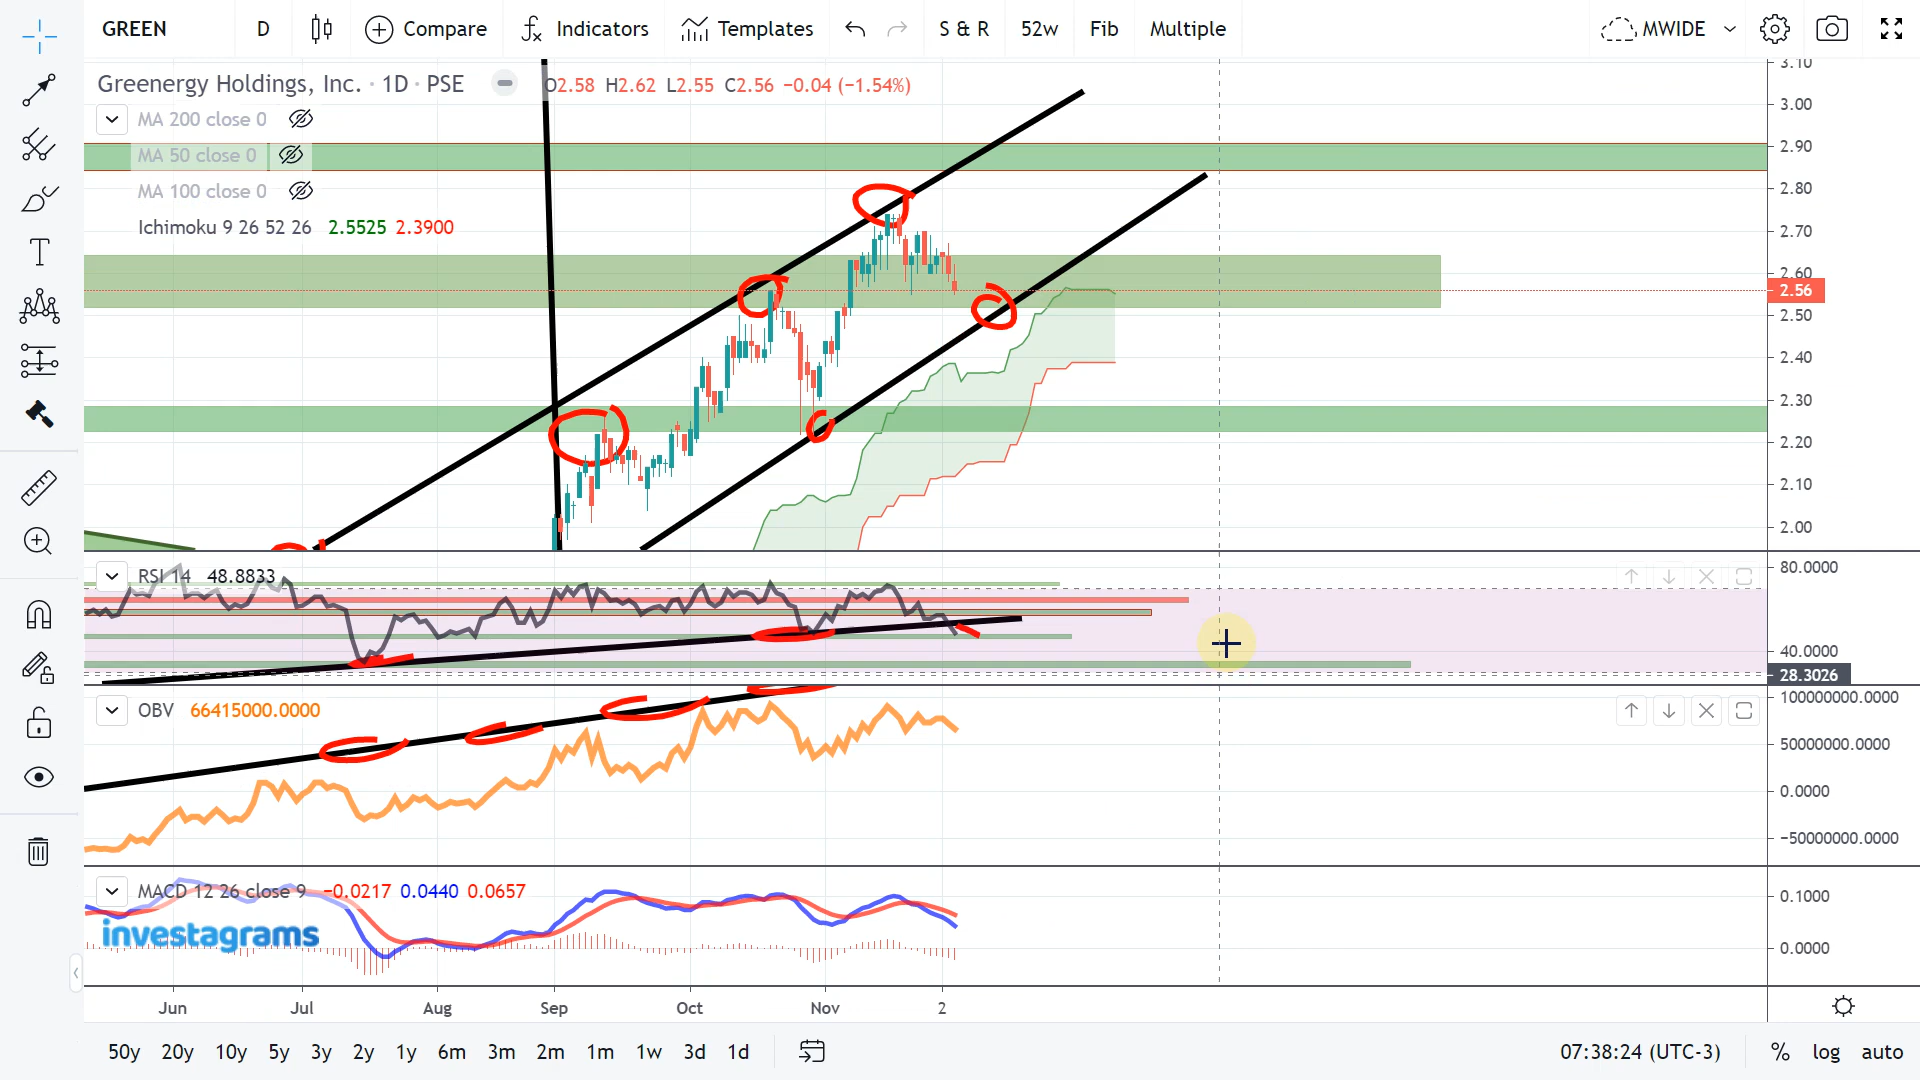 GREEN D Compare Indicators Templates S & R 52w Fib Multiple MWIDE
Greenergy Holdings, Inc. · 1D · PSE O2.58 H2.62 L2.55 C2.56 −0.04 (−1.54%)
MA 200 close 0
MA 50 close 0
MA 100 close 0
Ichimoku 9 26 52 26 2.5525 2.3900
3.10
3.00
2.90
2.80
2.70
2.60
2.56
2.50
2.40
2.30
2.20
2.10
2.00
RSI 14 48.8833
80.0000
40.0000
28.3026
OBV 66415000.0000
100000000.0000
50000000.0000
0.0000
−50000000.0000
MACD 12 26 close 9 −0.0217 0.0440 0.0657
investagrams
0.1000
0.0000
Jun Jul Aug Sep Oct Nov 2
50y 20y 10y 5y 3y 2y 1y 6m 3m 2m 1m 1w 3d 1d 07:38:24 (UTC-3) % log auto